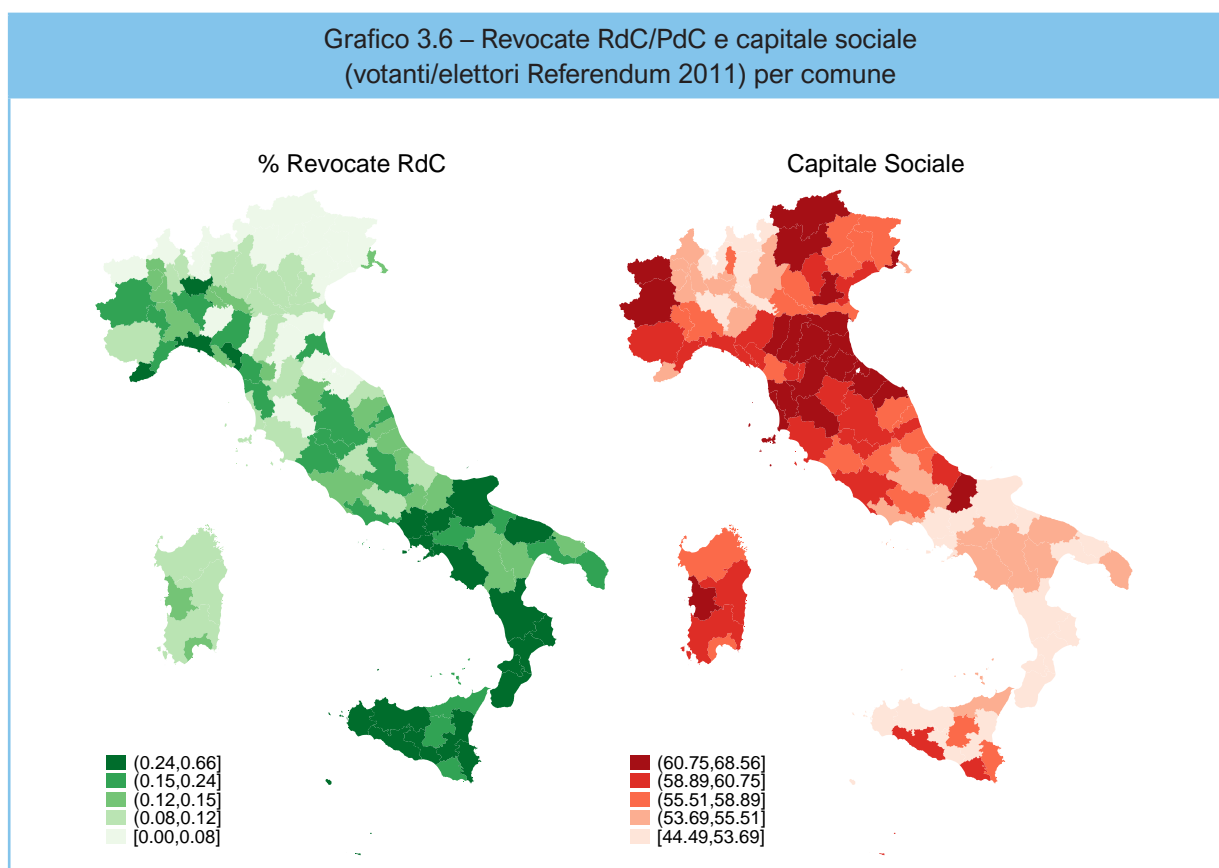 Grafico 3.6 – Revocate RdC/PdC e capitale sociale
(votanti/elettori Referendum 2011) per comune
% Revocate RdC
(0.24,0.66]
(0.15,0.24]
(0.12,0.15]
(0.08,0.12]
[0.00,0.08]
Capitale Sociale
(60.75,68.56]
(58.89,60.75]
(55.51,58.89]
(53.69,55.51]
[44.49,53.69]